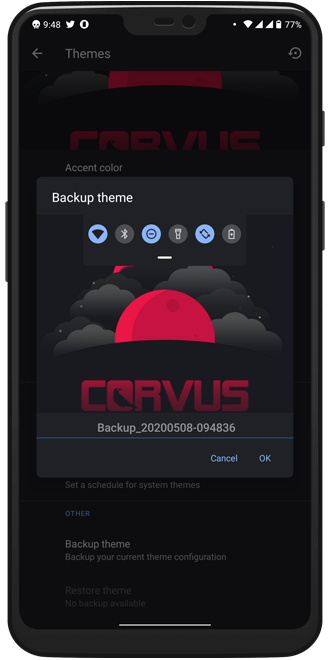 9:48
77%
Themes
CORVUS
Accent color
Backup theme
CORVUS
Backup_20200508-094836
Cancel OK
Set a schedule for system themes
OTHER
Backup theme
Backup your current theme configuration
Restore theme
No backup available